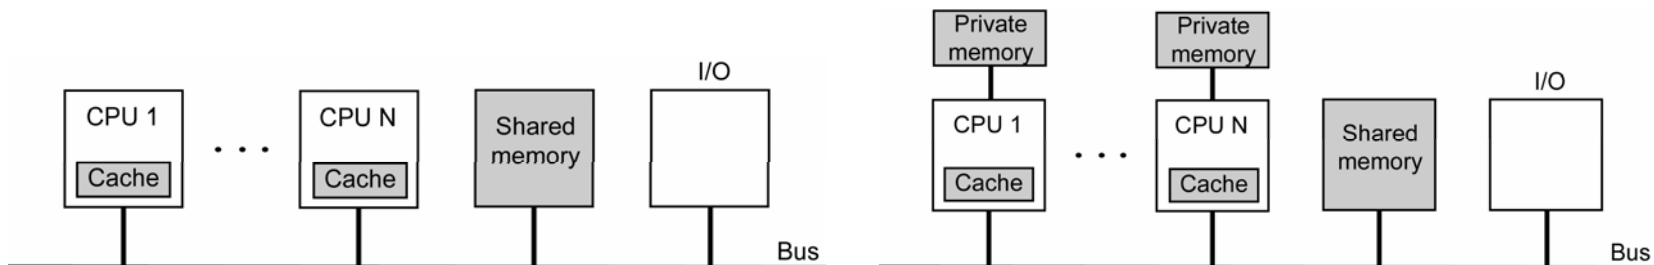 I/O
CPU 1
CPU N
Shared
memory
. . .
Cache
Cache
Bus
Private
memory
Private
memory
I/O
CPU 1
CPU N
Shared
memory
. . .
Cache
Cache
Bus